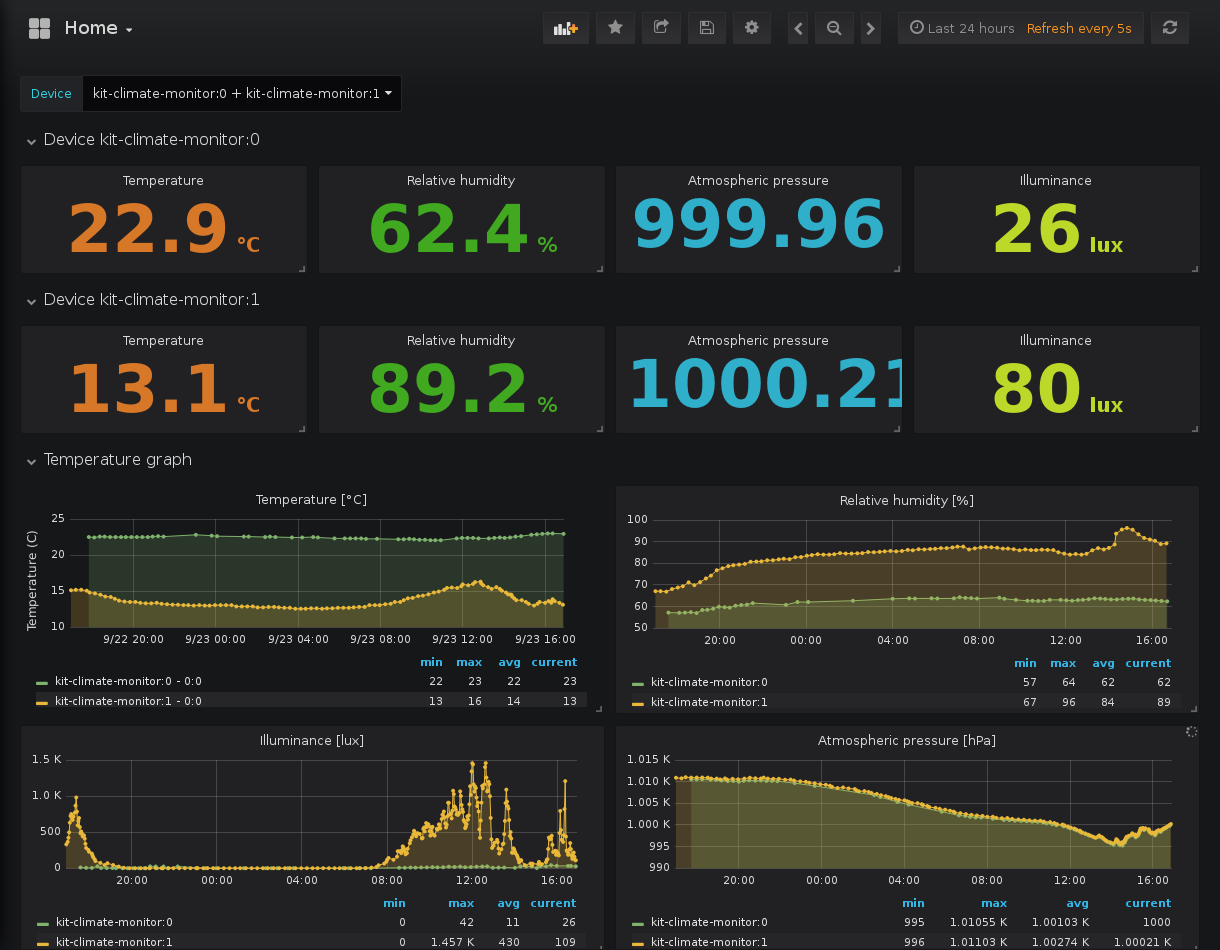 Home
Last 24 hours Refresh every 5s
Device kit-climate-monitor:0 + kit-climate-monitor:1
Device kit-climate-monitor:0
Temperature Relative humidity Atmospheric pressure Illuminance
22.9 °C 62.4 % 999.96 26 lux
Device kit-climate-monitor:1
Temperature Relative humidity Atmospheric pressure Illuminance
13.1 °C 89.2 % 1000.21 80 lux
Temperature graph
Temperature [°C]
Temperature (C)
25
20
15
10
9/22 20:00 9/23 00:00 9/23 04:00 9/23 08:00 9/23 12:00 9/23 16:00
min max avg current
kit-climate-monitor:0 - 0:0 22 23 22 23
kit-climate-monitor:1 - 0:0 13 16 14 13
Relative humidity [%]
100
90
80
70
60
50
20:00 00:00 04:00 08:00 12:00 16:00
min max avg current
kit-climate-monitor:0 57 64 62 62
kit-climate-monitor:1 67 96 84 89
Illuminance [lux]
1.5 K
1.0 K
500
0
20:00 00:00 04:00 08:00 12:00 16:00
min max avg current
kit-climate-monitor:0 0 42 11 26
kit-climate-monitor:1 0 1.457 K 430 109
Atmospheric pressure [hPa]
1.015 K
1.010 K
1.005 K
1.000 K
995
990
20:00 00:00 04:00 08:00 12:00 16:00
min max avg current
kit-climate-monitor:0 995 1.01055 K 1.00103 K 1000
kit-climate-monitor:1 996 1.01103 K 1.00274 K 1.00021 K